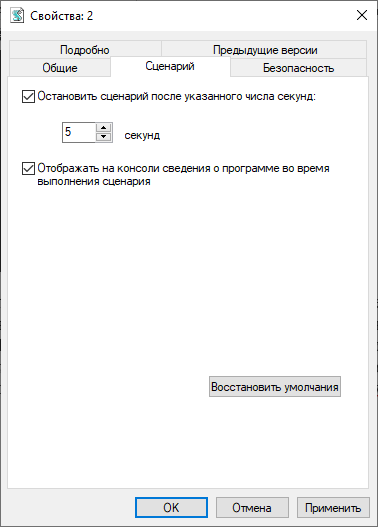 Свойства: 2
Подробно
Предыдущие версии
Общие
Сценарий
Безопасность
Остановить сценарий после указанного числа секунд:
5
секунд
Отображать на консоли сведения о программе во время
выполнения сценария
Восстановить умолчания
OK
Отмена
Применить